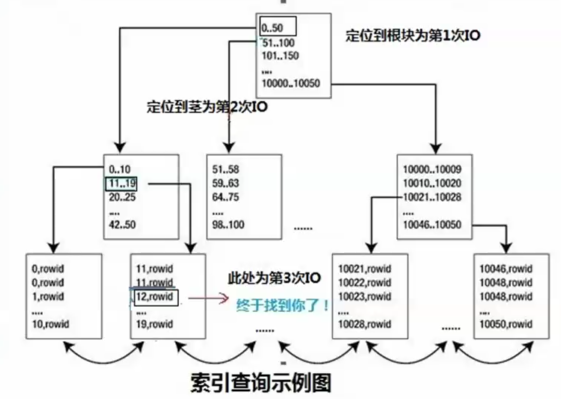 0..50
51..100
101..150
....
10000..10050
定位到根块为第1次IO
定位到茎为第2次IO
0..10
11..19
20..25
....
42..50
51..58
59..63
64..75
....
98..100
......
10000..10009
10010..10020
10021..10028
....
10046..10050
0,rowid
0,rowid
1,rowid
....
10,rowid
11,rowid
11,rowid
12,rowid
....
19,rowid
此处为第3次IO
终于找到你了！
......
10021,rowid
10022,rowid
10023,rowid
....
10028,rowid
......
10046,rowid
10048,rowid
10048,rowid
....
10050,rowid
索引查询示例图